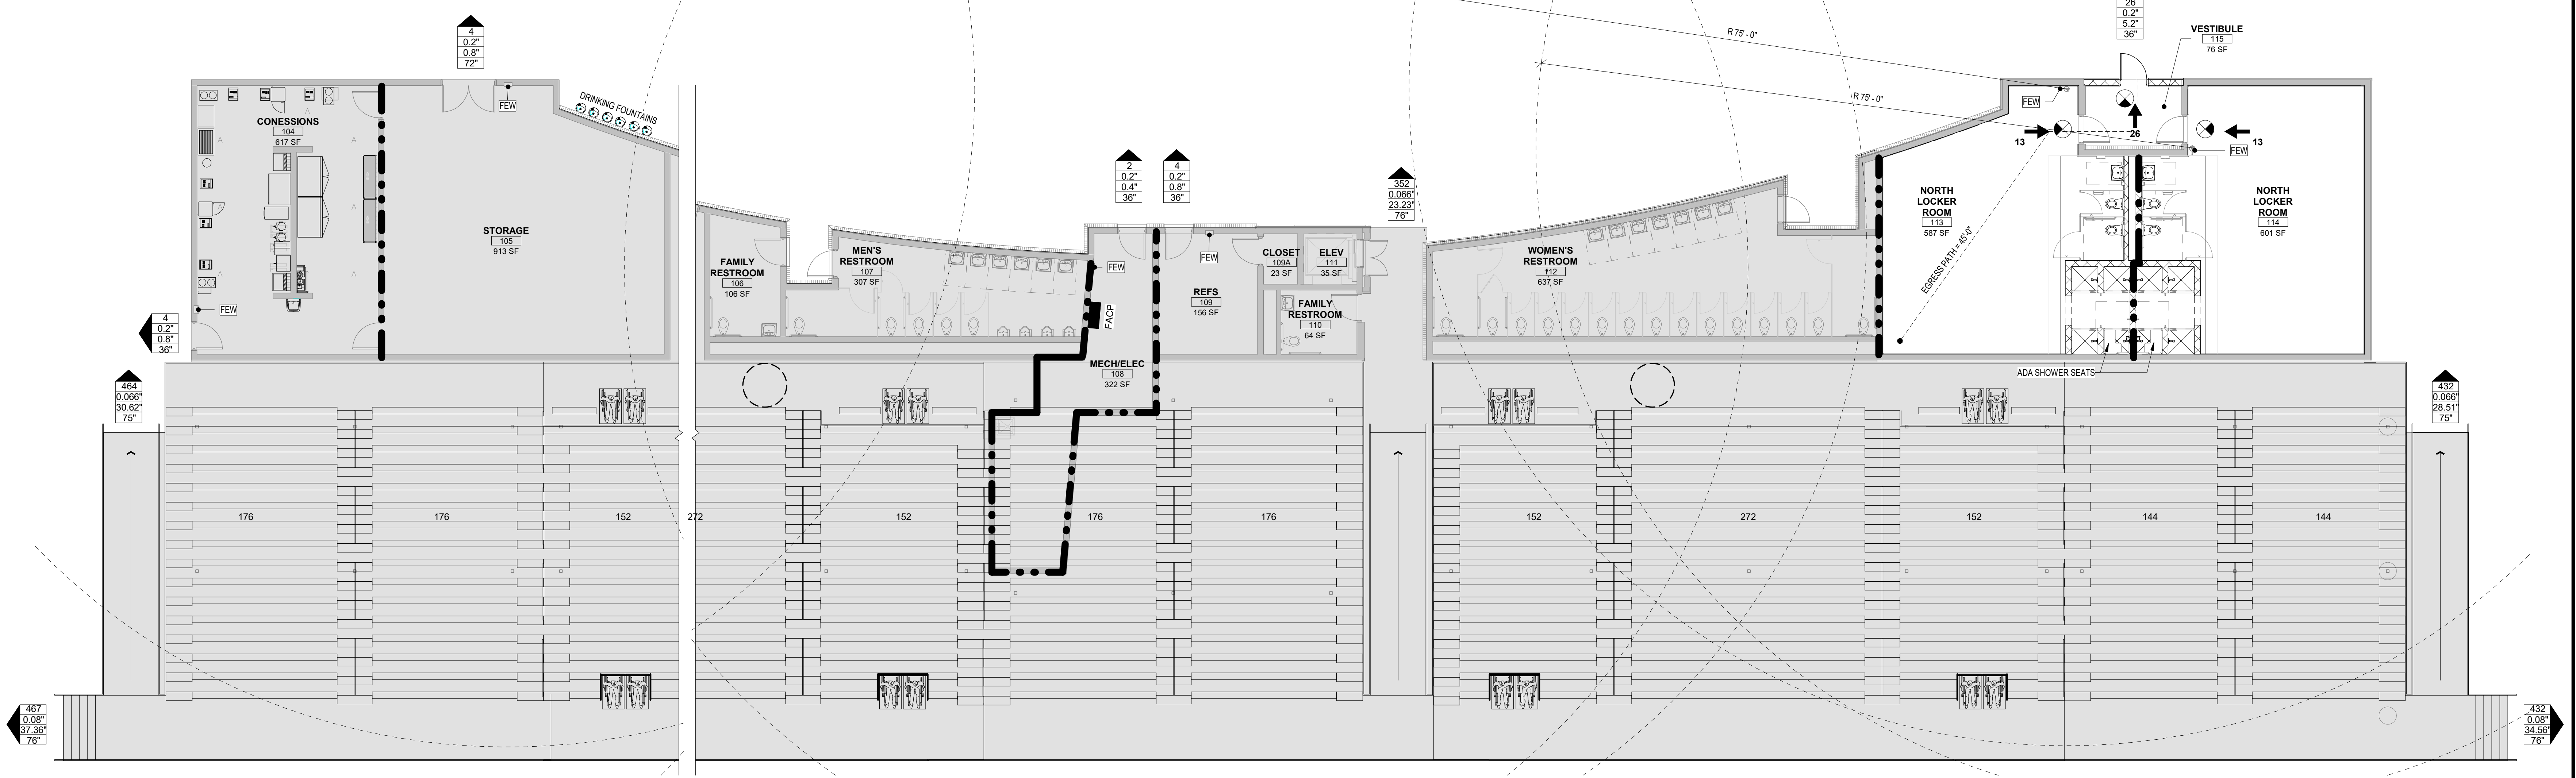 4
0.2"
0.8"
72"
26
0.2"
5.2"
36"
VESTIBULE
115
76 SF
R 75' - 0"
R 75' - 0"
FEW
DRINKING FOUNTAINS
CONESSIONS
104
617 SF
A
A
A
A
A
A
A
FEW
STORAGE
105
913 SF
4
0.2"
0.8"
36"
FAMILY
RESTROOM
106
106 SF
MEN'S
RESTROOM
107
307 SF
2
0.2"
0.4"
36"
4
0.2"
0.8"
36"
FEW
FACP
MECH/ELEC
108
322 SF
FEW
REFS
109
156 SF
CLOSET
109A
23 SF
ELEV
111
35 SF
FAMILY
RESTROOM
110
64 SF
352
0.066"
23.23"
76"
WOMEN'S
RESTROOM
112
637 SF
FEW
13
26
13
FEW
NORTH
LOCKER
ROOM
113
587 SF
EGRESS PATH = 45'-0"
NORTH
LOCKER
ROOM
114
601 SF
ADA SHOWER SEATS
464
0.066"
30.62"
75"
432
0.066"
28.51"
75"
176
176
152
272
152
176
176
152
272
152
144
144
467
0.08"
37.36"
76"
432
0.08"
34.56"
76"